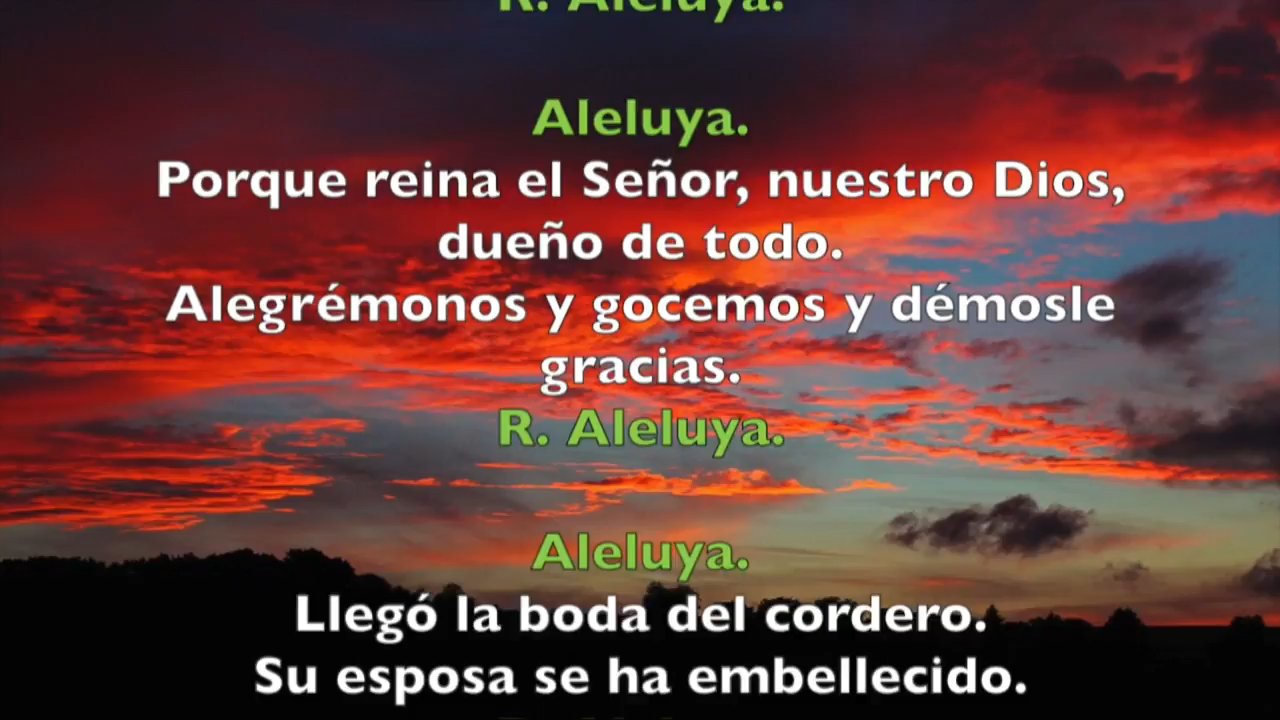 R. Aleluya.
Aleluya.
Porque reina el Señor, nuestro Dios,
dueño de todo.
Alegrémonos y gocemos y démosle
gracias.
R. Aleluya.
Aleluya.
Llegó la boda del cordero.
Su esposa se ha embellecido.